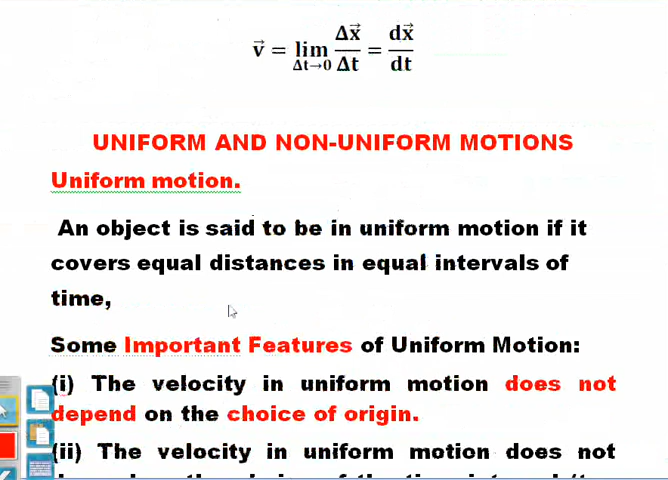 v⃗ = lim Δt→0 Δx⃗/Δt = dx⃗/dt
UNIFORM AND NON-UNIFORM MOTIONS
Uniform motion.
An object is said to be in uniform motion if it
covers equal distances in equal intervals of
time,
Some Important Features of Uniform Motion:
(i) The velocity in uniform motion does not
depend on the choice of origin.
(ii) The velocity in uniform motion does not